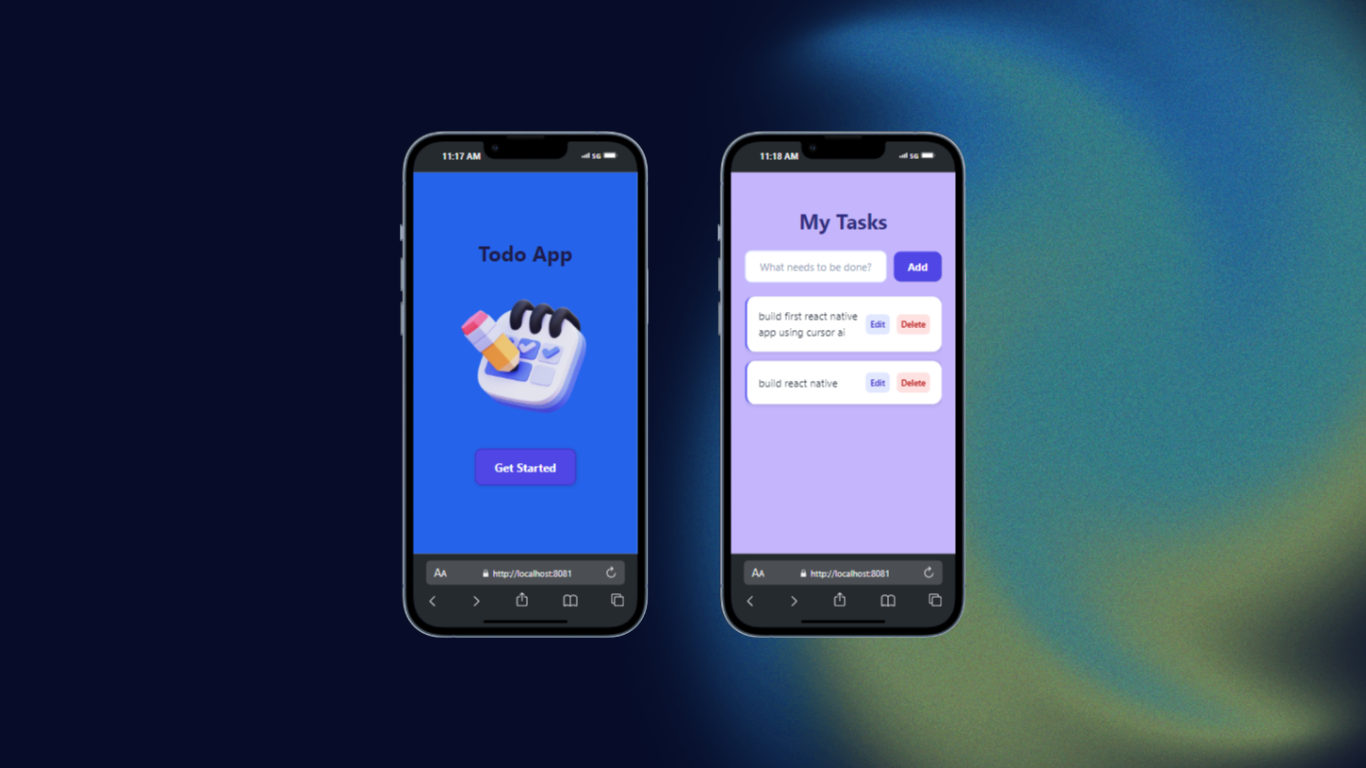 11:17 AM
5G
Todo App
Get Started
AA
http://localhost:8081
11:18 AM
5G
My Tasks
What needs to be done?
Add
build first react native
app using cursor ai
Edit
Delete
build react native
Edit
Delete
AA
http://localhost:8081